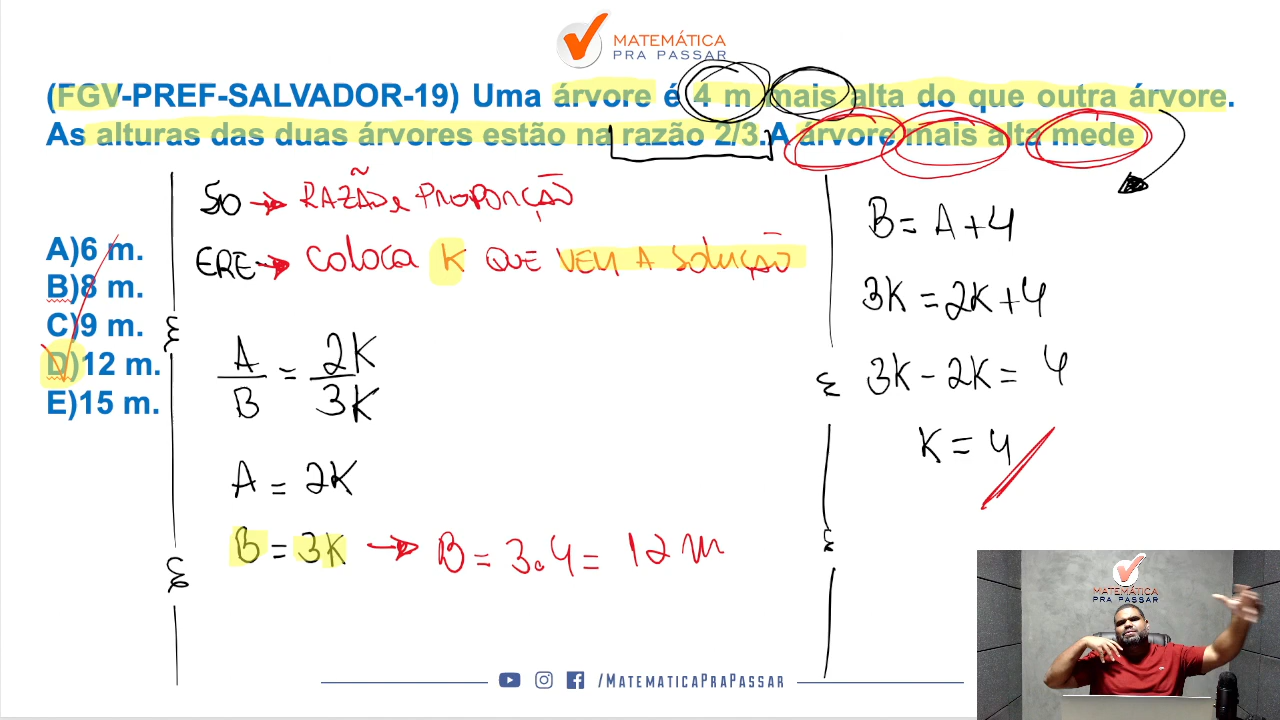 MATEMÁTICA
PRA PASSAR
(FGV-PREF-SALVADOR-19) Uma árvore é 4 m mais alta do que outra árvore.
As alturas das duas árvores estão na razão 2/3.A árvore mais alta mede
A)6 m.
B)8 m.
C)9 m.
D)12 m.
E)15 m.
→ RAZÃO e PROPORÇÃO
→ COLOCA K QUE VEM A SOLUÇÃO
A/B = 2K/3K
A = 2K
B = 3K → B = 3.4 = 12 m
B = A+4
3K = 2K+4
3K - 2K = 4
K = 4
MATEMÁTICA
PRA PASSAR
/MATEMATICAPRAPASSAR